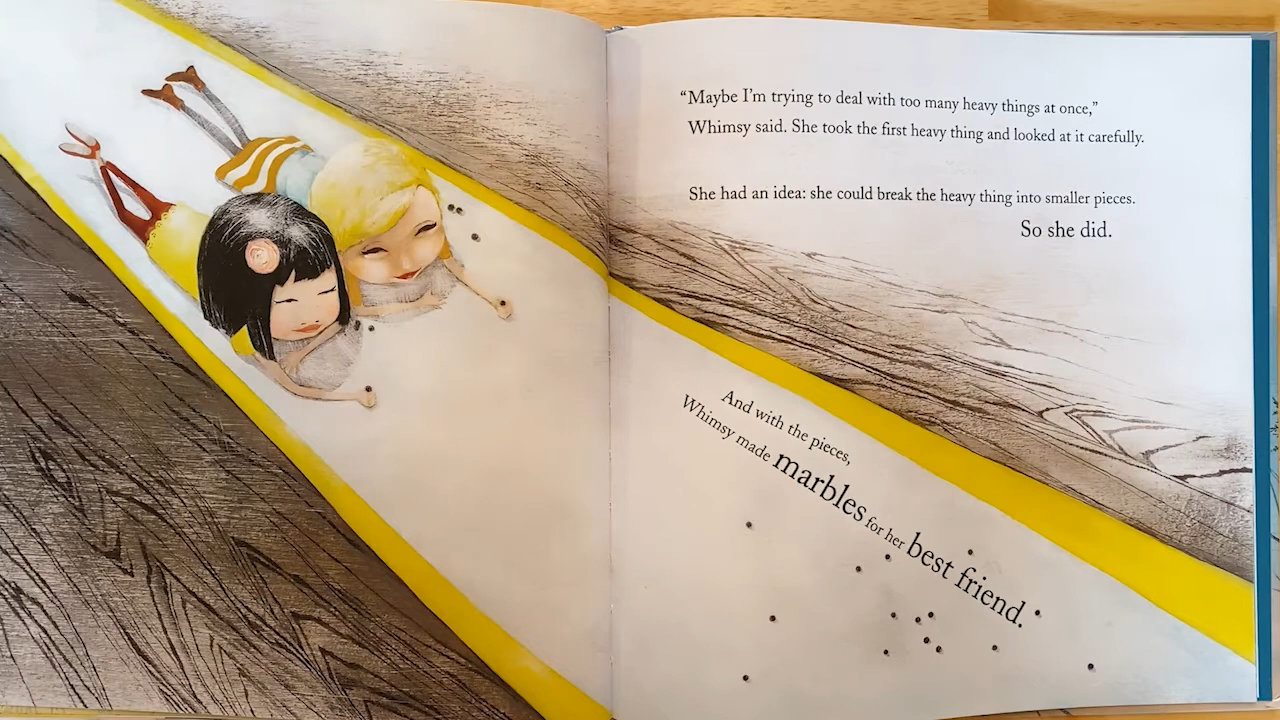 “Maybe I’m trying to deal with too many heavy things at once,”
Whimsy said. She took the first heavy thing and looked at it carefully.
She had an idea: she could break the heavy thing into smaller pieces.
So she did.
And with the pieces,
Whimsy made marbles for her best friend.